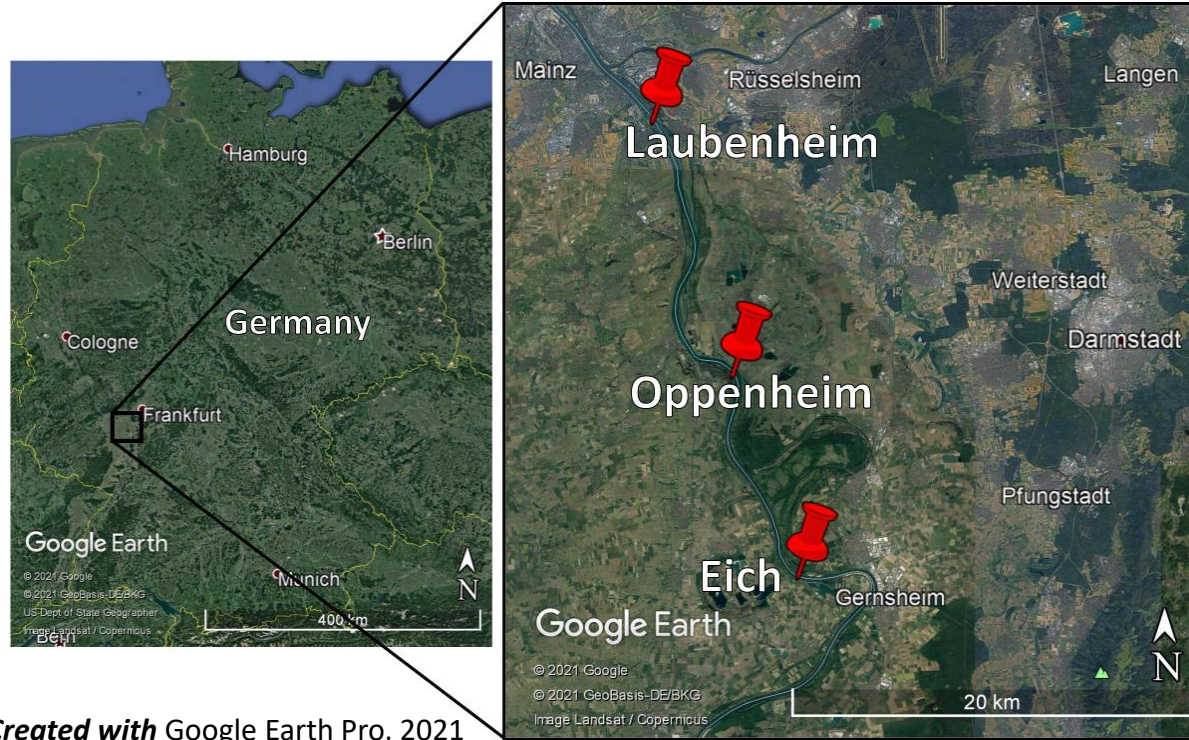 Hamburg
Berlin
Germany
Cologne
Frankfurt
Google Earth
© 2021 Google
© 2021 GeoBasis-DE/BKG
US Dept of State Geographer
Image Landsat / Copernicus
Munich
N
400 km
Bern
Mainz
Rüsselsheim
Langen
Laubenheim
Weiterstadt
Darmstadt
Oppenheim
Pfungstadt
Eich
Gernsheim
Google Earth
© 2021 Google
© 2021 GeoBasis-DE/BKG
Image Landsat / Copernicus
N
20 km
Created with Google Earth Pro, 2021